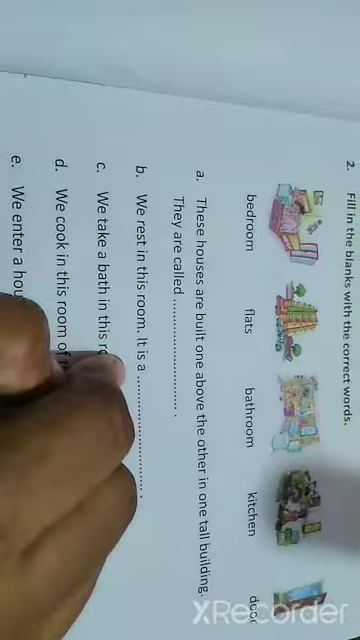 2. Fill in the blanks with the correct words.
bedroom flats bathroom kitchen door
a. These houses are built one above the other in one tall building.
They are called .................... .
b. We rest in this room. It is a .................... .
c. We take a bath in this
d. We cook in this room of
e. We enter a
XRecorder